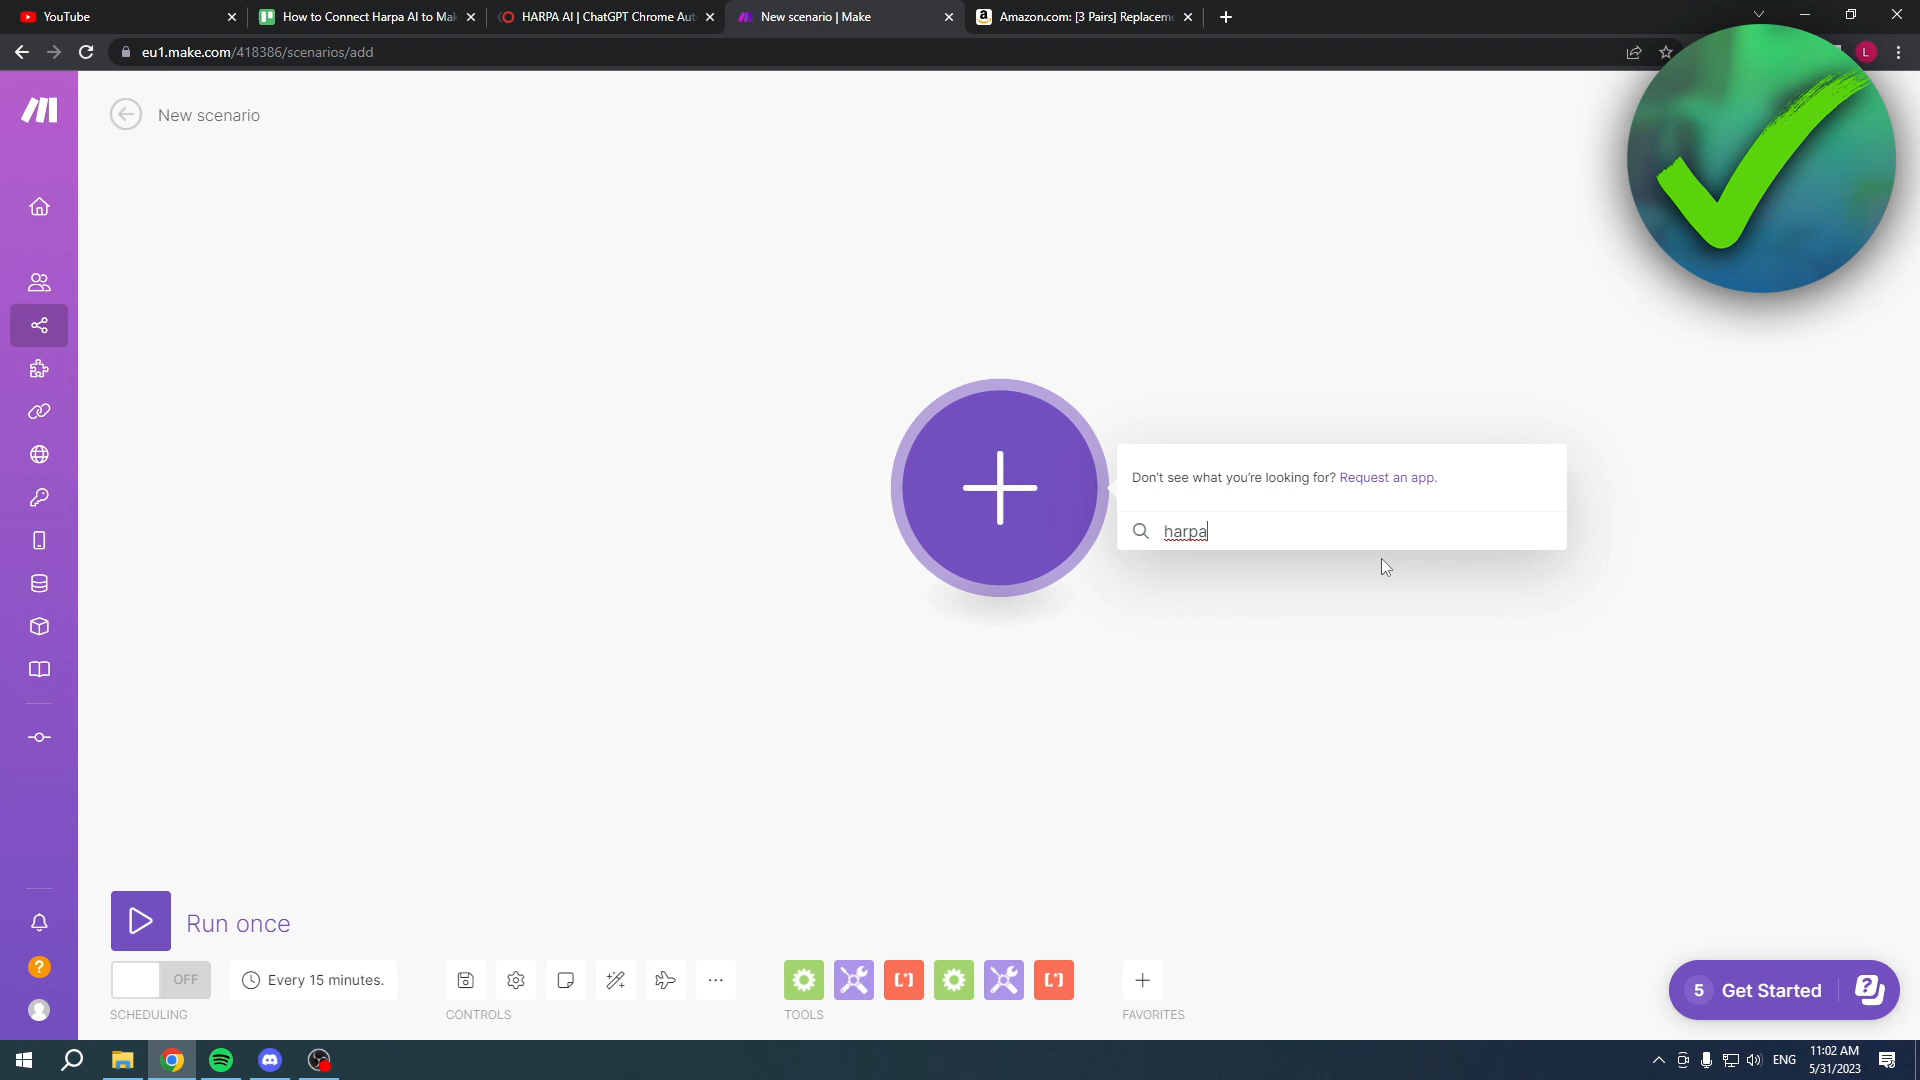 YouTube
How to Connect Harpa AI to Mak
HARPA AI | ChatGPT Chrome Aut
New scenario | Make
Amazon.com: [3 Pairs] Replaceme
eu1.make.com/418386/scenarios/add
L
New scenario
Don't see what you're looking for? Request an app.
harpa
Run once
OFF
Every 15 minutes.
SCHEDULING
CONTROLS
TOOLS
FAVORITES
5 Get Started
ENG
11:02 AM
5/31/2023